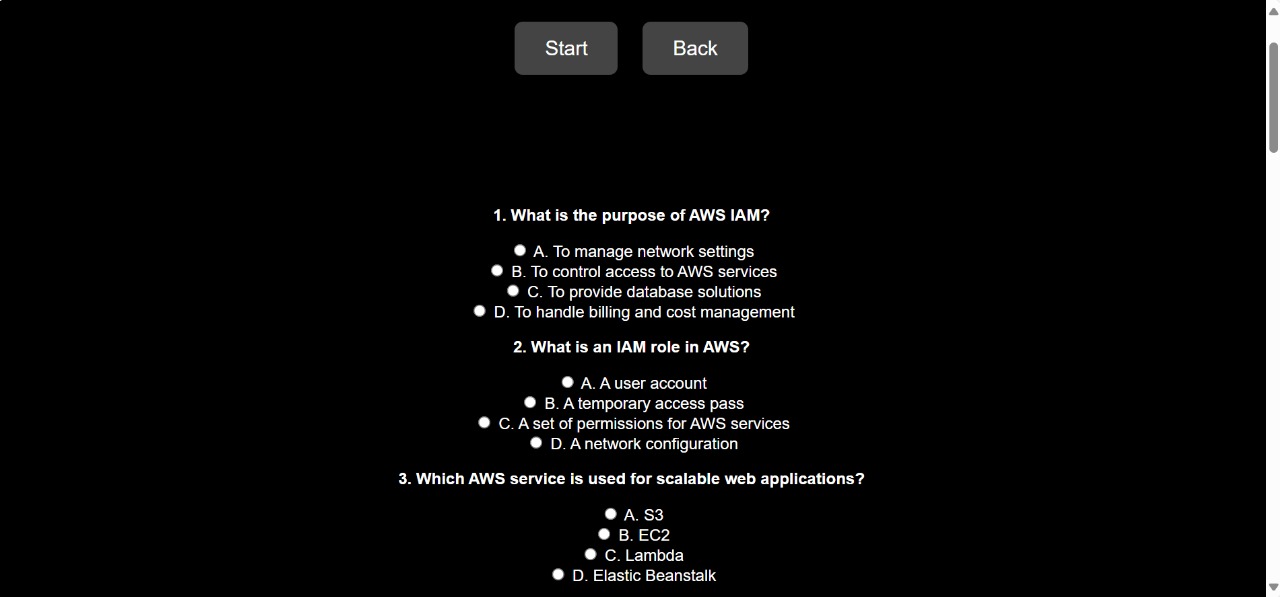 Start Back
1. What is the purpose of AWS IAM?
A. To manage network settings
B. To control access to AWS services
C. To provide database solutions
D. To handle billing and cost management
2. What is an IAM role in AWS?
A. A user account
B. A temporary access pass
C. A set of permissions for AWS services
D. A network configuration
3. Which AWS service is used for scalable web applications?
A. S3
B. EC2
C. Lambda
D. Elastic Beanstalk